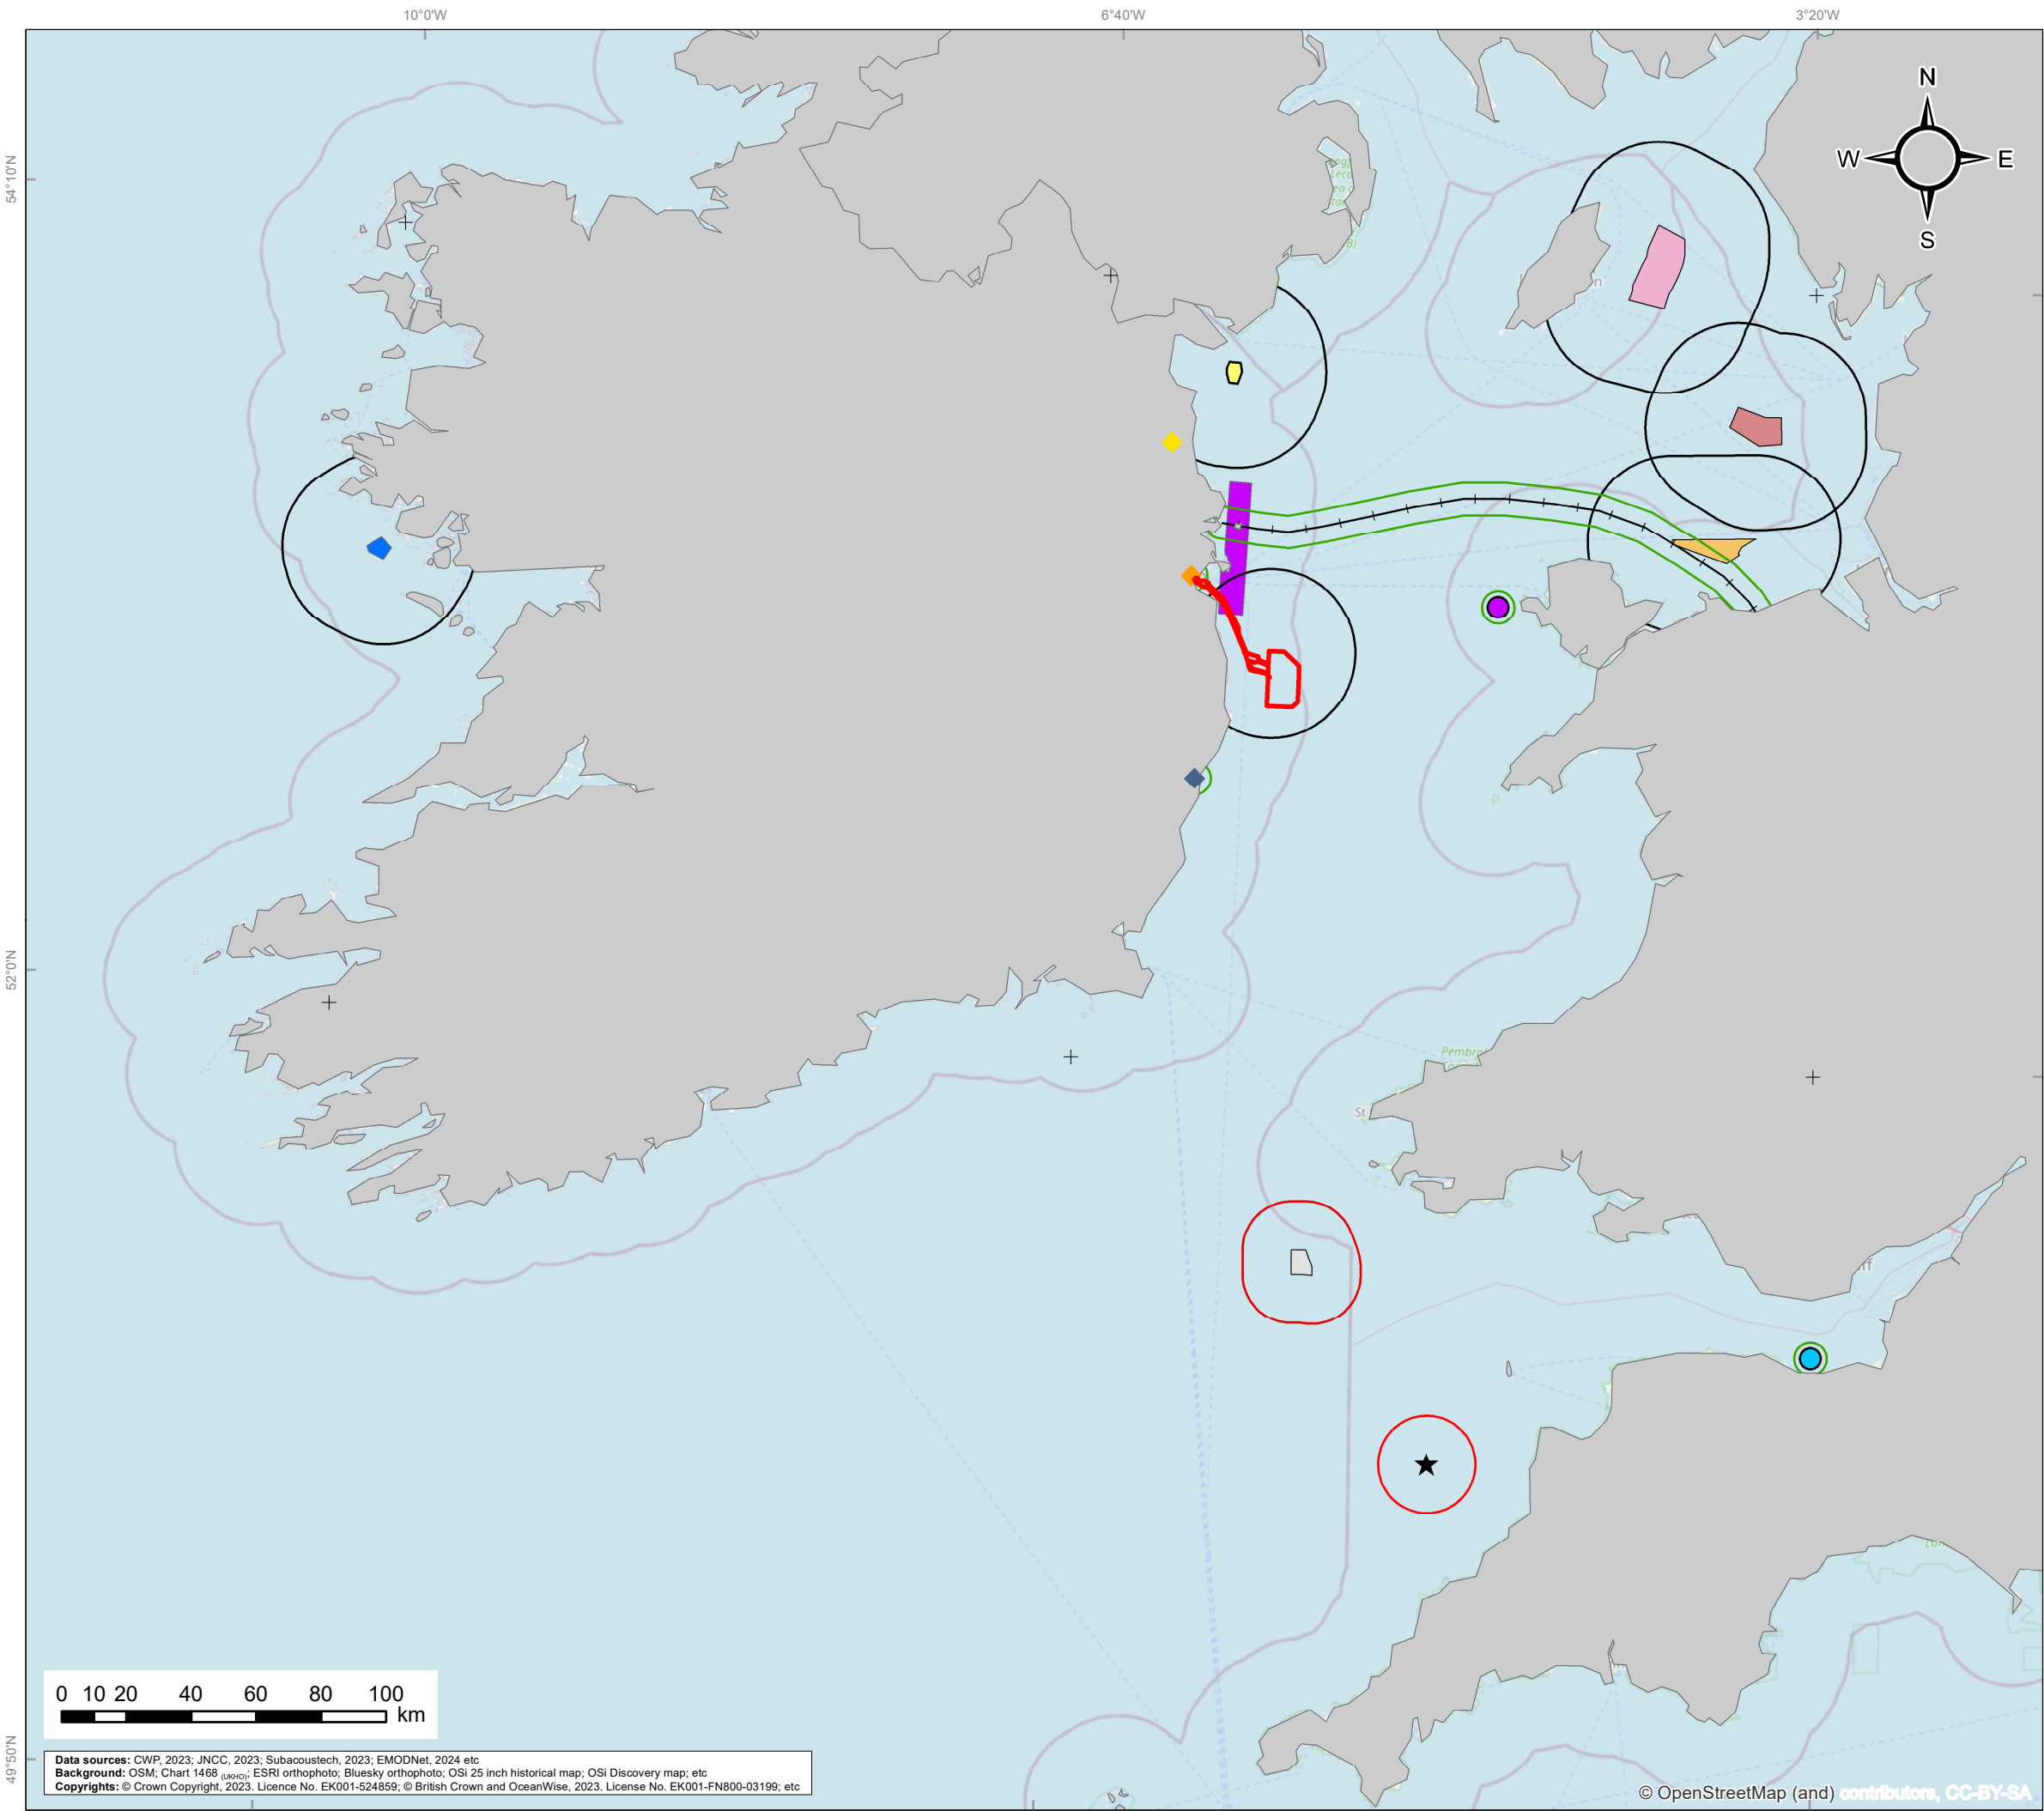 10°0'W 6°40'W 3°20'W
N
W E
S
54°10'N
52°0'N
49°50'N
St
0 10 20 40 60 80 100
km
Data sources: CWP, 2023; JNCC, 2023; Subacoustech, 2023; EMODNet, 2024 etc
Background: OSM; Chart 1468 (UKHO); ESRI orthophoto; Bluesky orthophoto; OSi 25 inch historical map; OSi Discovery map; etc
Copyrights: © Crown Copyright, 2023. Licence No. EK001-524859; © British Crown and OceanWise, 2023. License No. EK001-FN800-03199; etc
© OpenStreetMap (and) contributors, CC-BY-SA